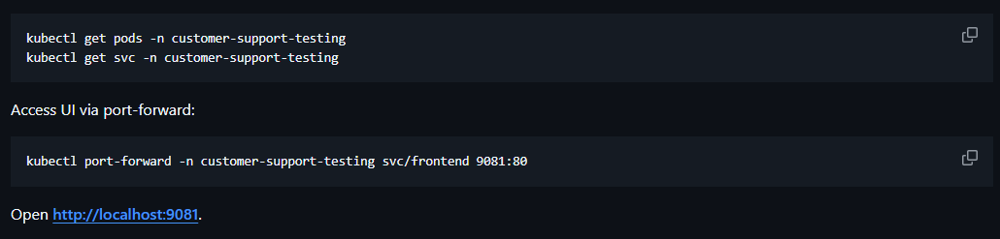 kubectl get pods -n customer-support-testing
kubectl get svc -n customer-support-testing
Access UI via port-forward:
kubectl port-forward -n customer-support-testing svc/frontend 9081:80
Open http://localhost:9081.